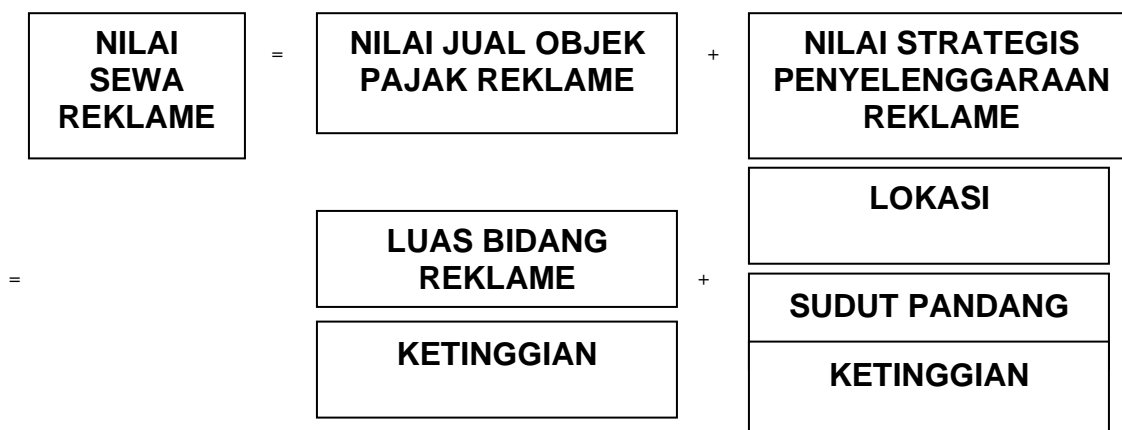 NILAI
SEWA
REKLAME
=
NILAI JUAL OBJEK
PAJAK REKLAME
+
NILAI STRATEGIS
PENYELENGGARAAN
REKLAME
=
LUAS BIDANG
REKLAME
KETINGGIAN
+
LOKASI
SUDUT PANDANG
KETINGGIAN